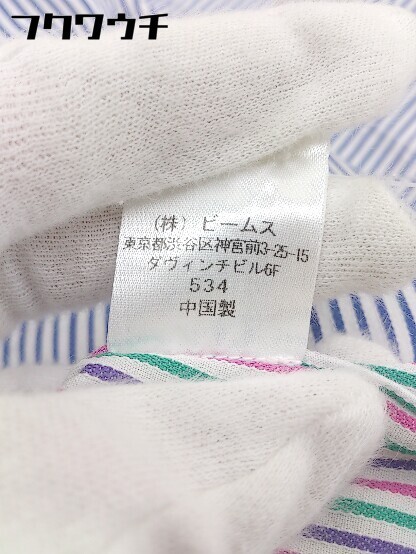 フクワウチ
(株) ビームス
東京都渋谷区神宮前3-25-15
ダヴィンチビル6F
534
中国製